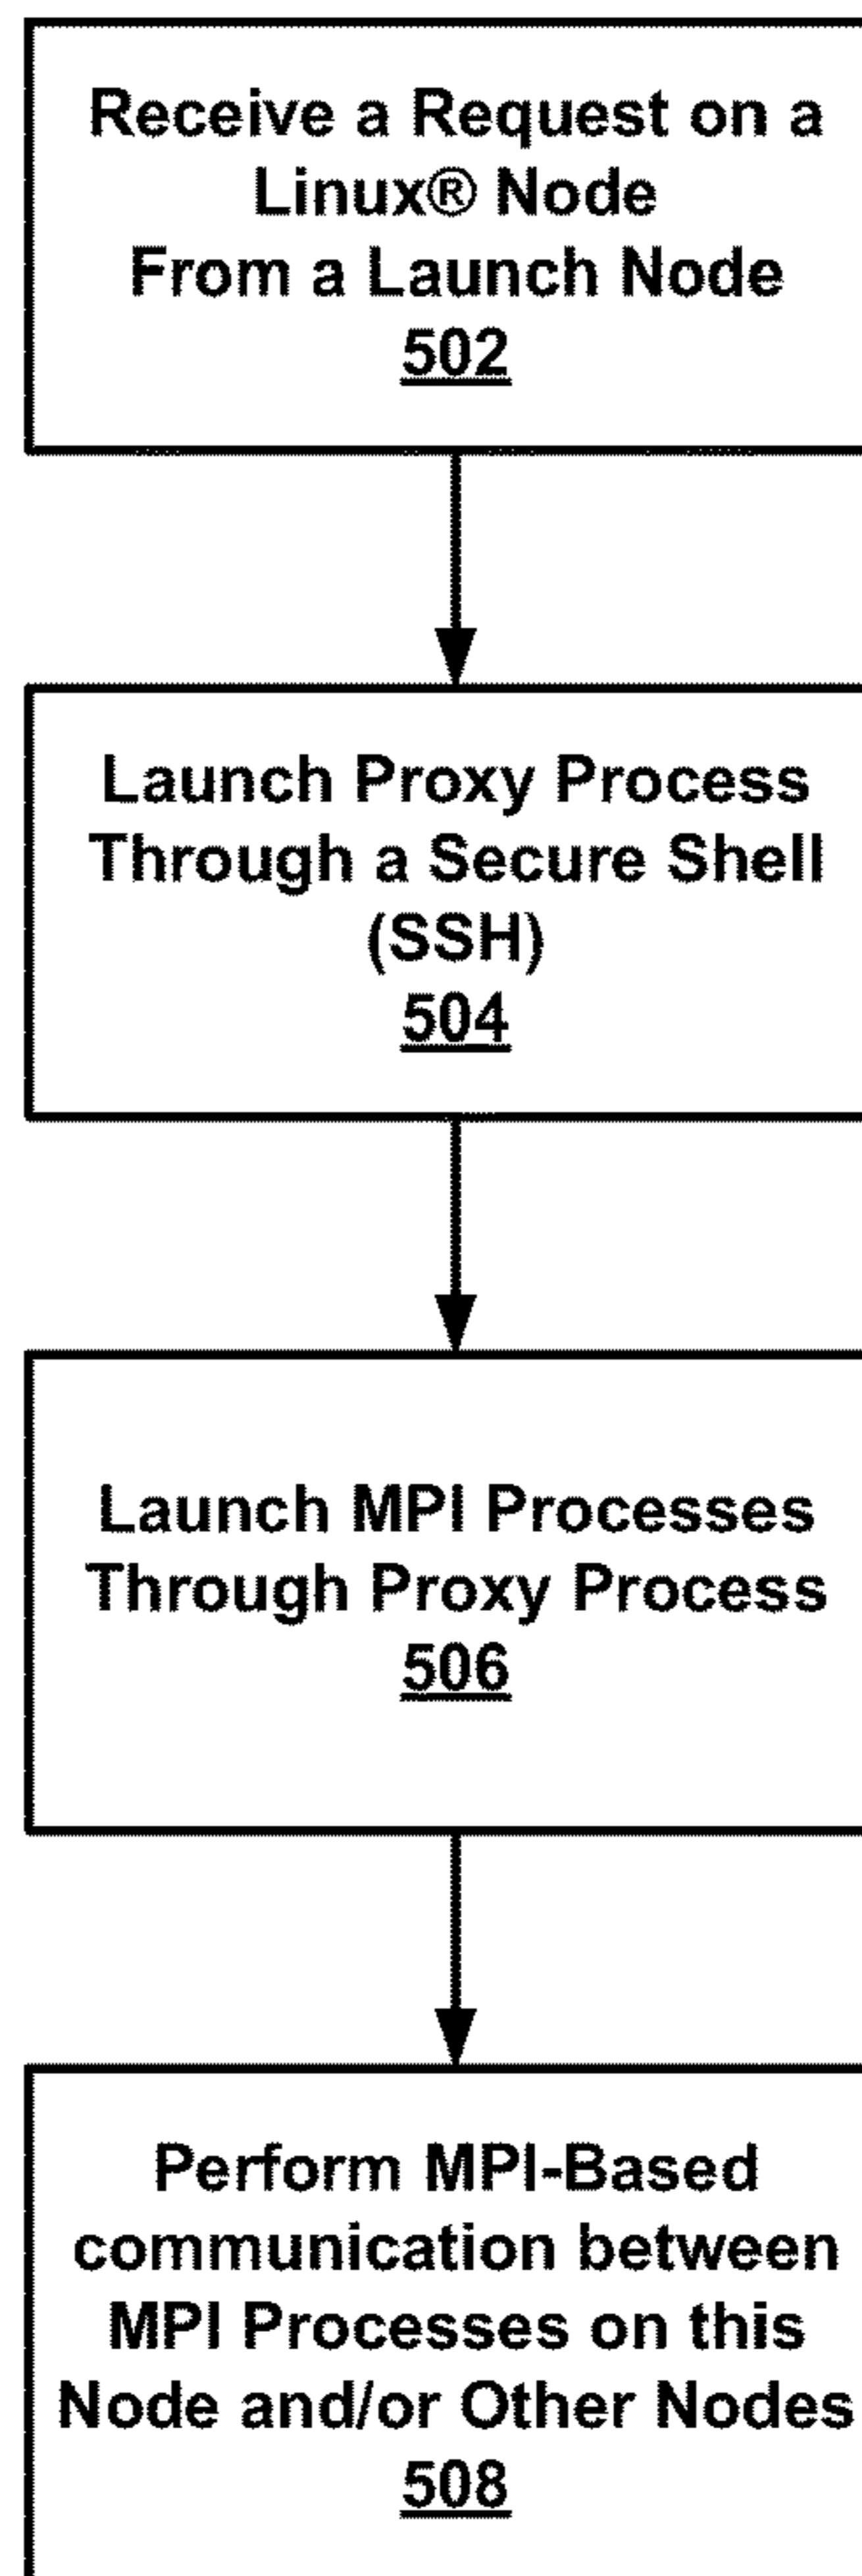 Receive a Request on a
Linux® Node
From a Launch Node
502
Launch Proxy Process
Through a Secure Shell
(SSH)
504
Launch MPI Processes
Through Proxy Process
506
Perform MPI-Based
communication between
MPI Processes on this
Node and/or Other Nodes
508